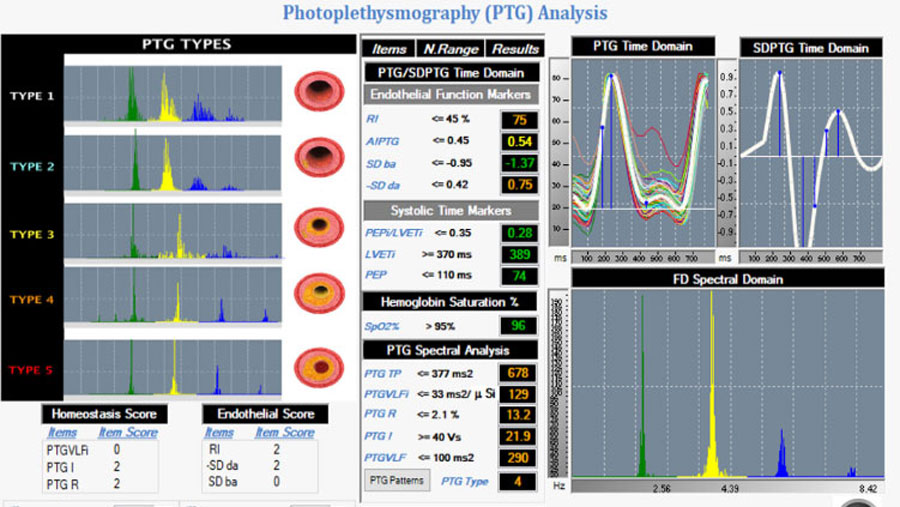 Photoplethysmography (PTG) Analysis
PTG TYPES
TYPE 1
TYPE 2
TYPE 3
TYPE 4
TYPE 5
Homeostasis Score
Items Item Score
PTGVLFi 0
PTG I 2
PTG R 2
Endothelial Score
Items Item Score
RI 2
-SD da 2
SD ba 0
Items N.Range Results
PTG/SDPTG Time Domain
Endothelial Function Markers
RI <= 45 % 75
AIPTG <= 0.45 0.54
SD ba <= -0.95 -1.37
-SD da <= 0.42 0.75
Systolic Time Markers
PEPi/LVETi <= 0.35 0.28
LVETi >= 370 ms 389
PEP <= 110 ms 74
Hemoglobin Saturation %
SpO2% > 95% 96
PTG Spectral Analysis
PTG TP <= 377 ms2 678
PTGVLFi <= 33 ms2/ µ Si 129
PTG R <= 2.1 % 13.2
PTG I >= 40 Vs 21.9
PTGVLF <= 100 ms2 290
PTG Patterns PTG Type 4
PTG Time Domain
80
70
60
50
40
30
20
10
ms 100 200 300 400 500 600 700
SDPTG Time Domain
0.9
0.7
0.5
0.3
0.1
-0.1
-0.3
-0.5
-0.7
-0.9
ms 100 200 300 400 500 600 700
FD Spectral Domain
Hz 2.56 4.39 8.42